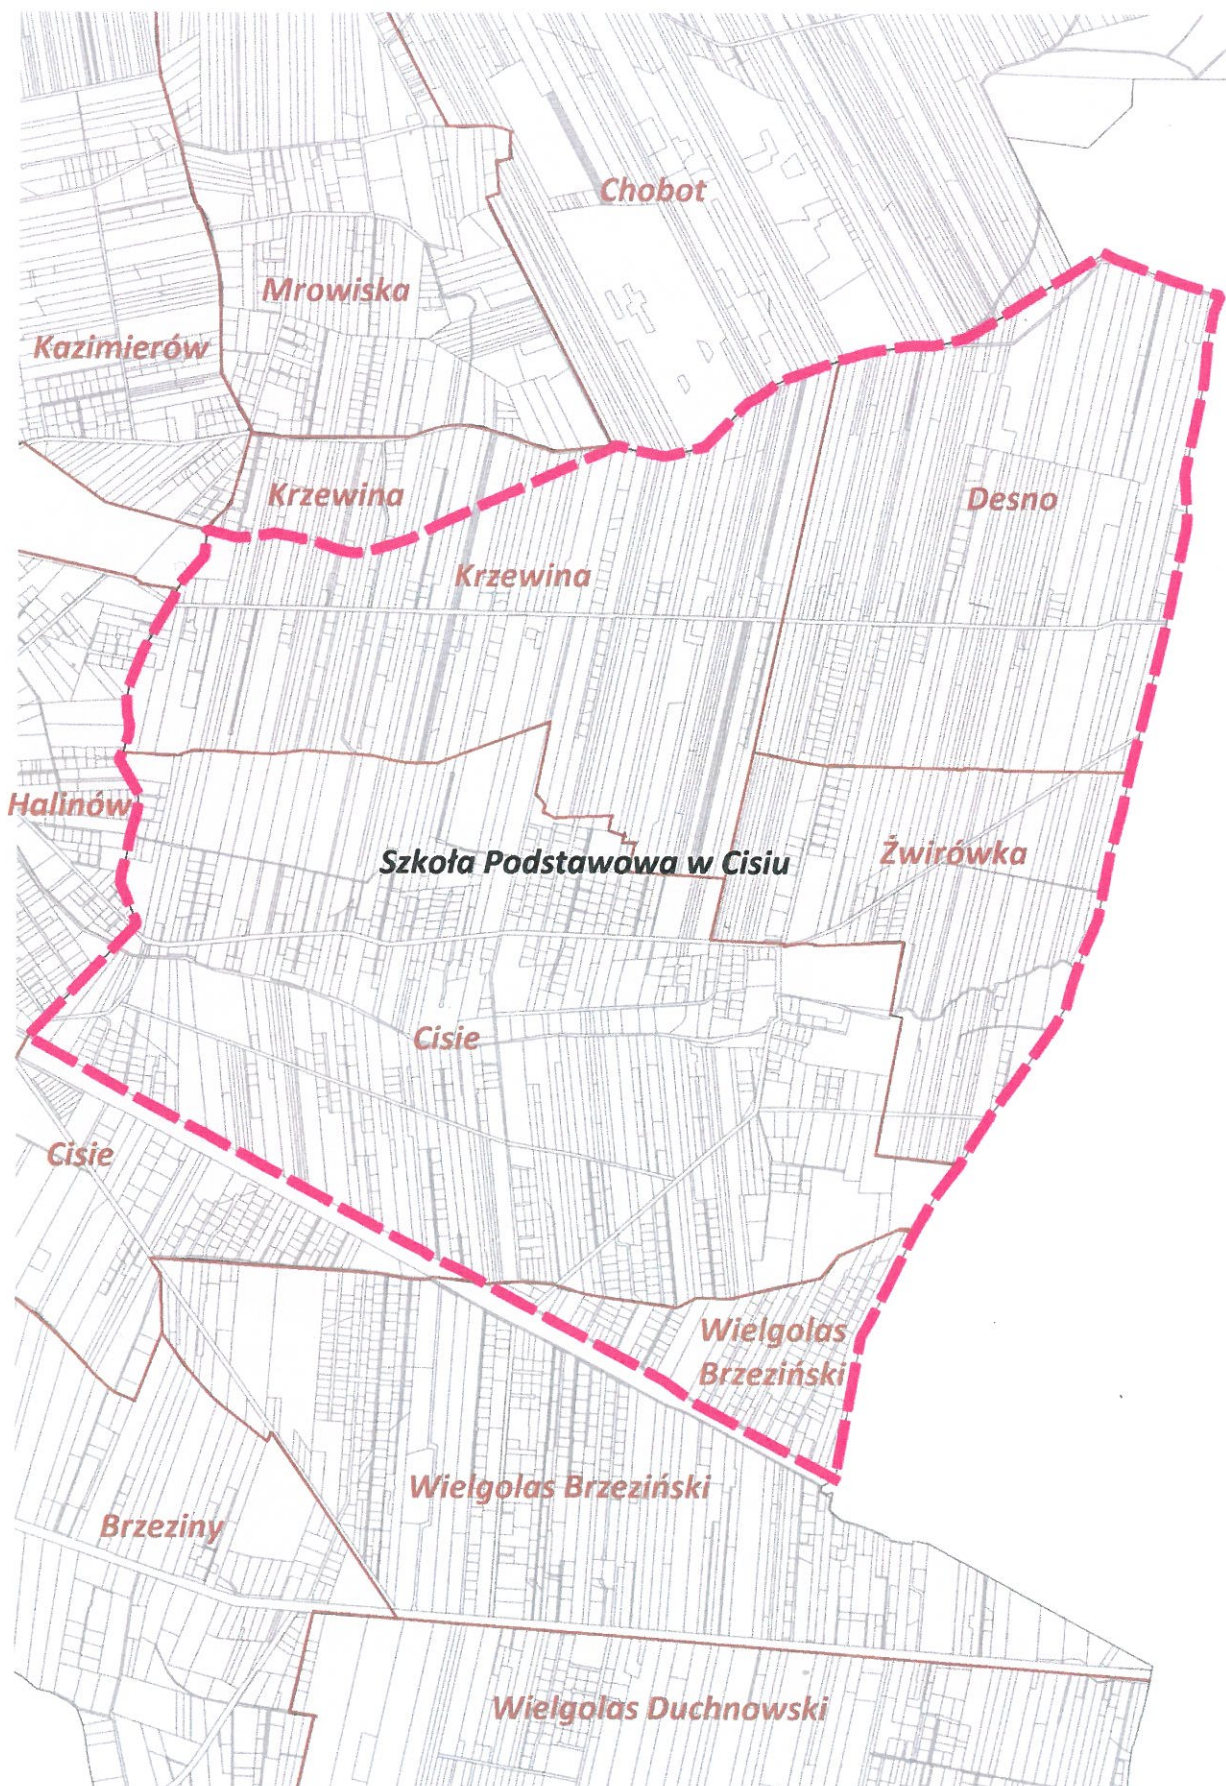 Chobot
Mrowiska
Kazimierów
Krzewina
Desno
Krzewina
Halinów
Szkoła Podstawowa w Cisiu
Żwirówka
Cisie
Cisie
Wielgolas
Brzeziński
Wielgolas Brzeziński
Brzeziny
Wielgolas Duchnowski